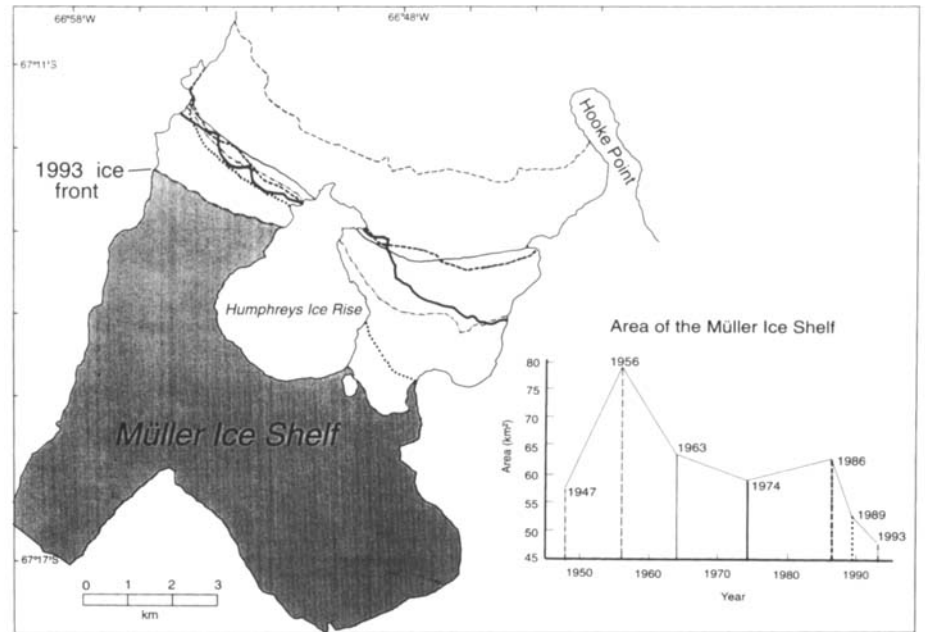 66°58°W
66°48°W
67°11°S
Hooke Point
1993 ice
front
Humphreys Ice Rise
Müller Ice Shelf
67°17°S
0 1 2 3
km
Area of the Müller Ice Shelf
Area (km²)
80
75
70
65
60
55
50
45
1947
1956
1963
1974
1986
1989
1993
1950 1960 1970 1980 1990
Year